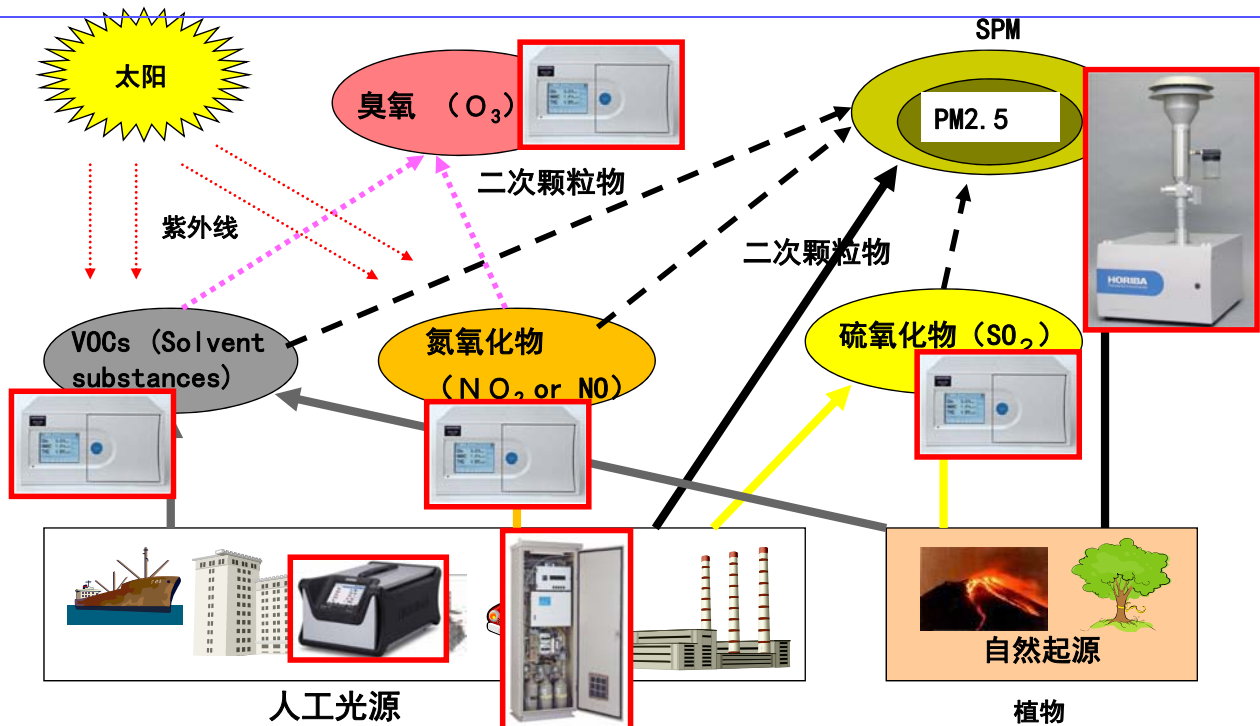 SPM
太阳
臭氧 （O₃）
PM2.5
二次颗粒物
紫外线
二次颗粒物
HORIBA
VOCs (Solvent
substances)
氮氧化物
（NO₂ or NO）
硫氧化物（SO₂）
自然起源
人工光源
植物